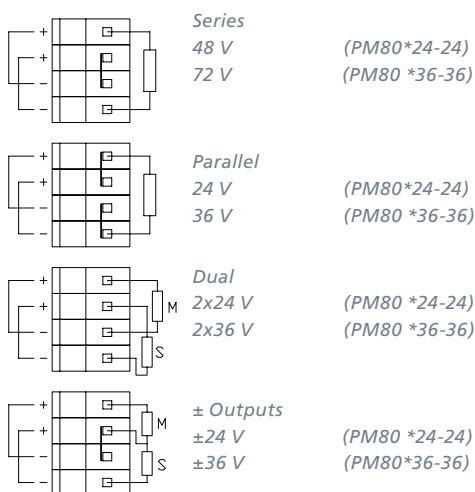 Series
+ 48 V (PM80*24-24)
+ 72 V (PM80 *36-36)
–
–
Parallel
+ 24 V (PM80*24-24)
+ 36 V (PM80 *36-36)
–
–
Dual
+ 2x24 V (PM80 *24-24)
+ M 2x36 V (PM80 *36-36)
–
– S
± Outputs
+ M ±24 V (PM80 *24-24)
+ ±36 V (PM80*36-36)
– S
–